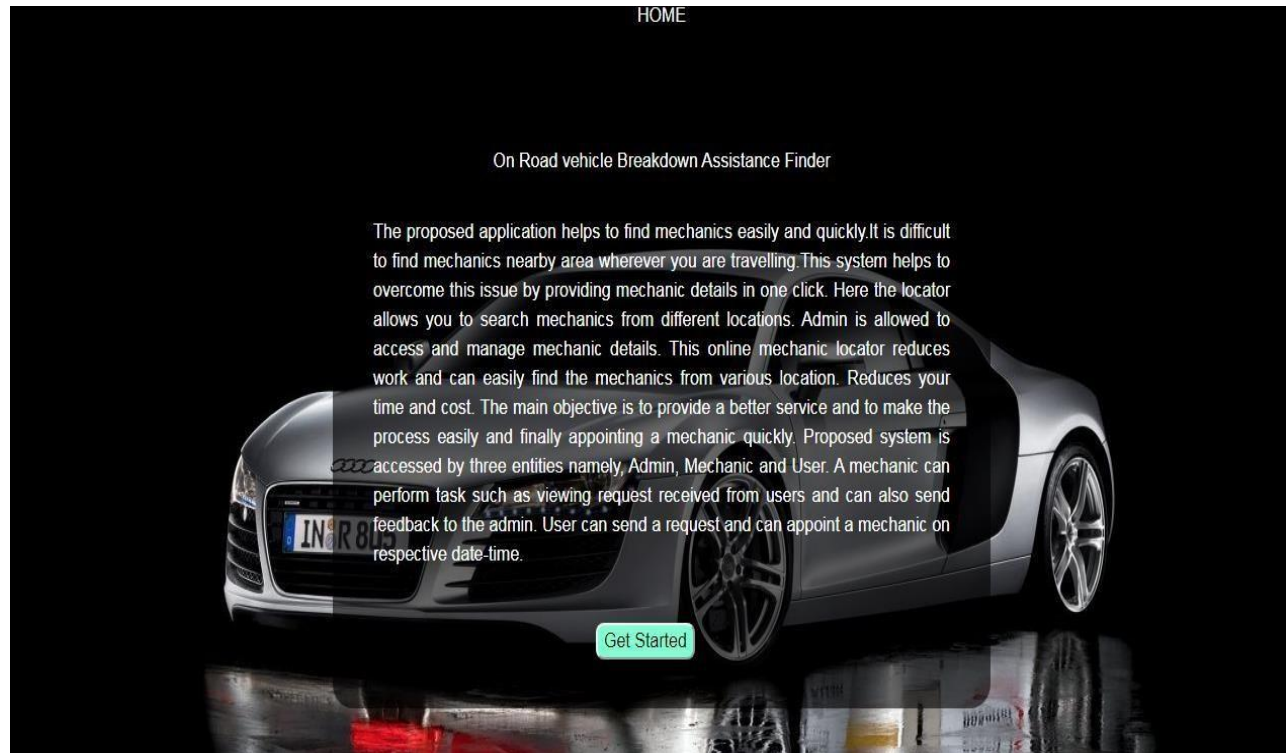 HOME
On Road vehicle Breakdown Assistance Finder
The proposed application helps to find mechanics easily and quickly.It is difficult
to find mechanics nearby area wherever you are travelling.This system helps to
overcome this issue by providing mechanic details in one click. Here the locator
allows you to search mechanics from different locations. Admin is allowed to
access and manage mechanic details. This online mechanic locator reduces
work and can easily find the mechanics from various location. Reduces your
time and cost. The main objective is to provide a better service and to make the
process easily and finally appointing a mechanic quickly. Proposed system is
accessed by three entities namely, Admin, Mechanic and User. A mechanic can
perform task such as viewing request received from users and can also send
feedback to the admin. User can send a request and can appoint a mechanic on
respective date-time.
IN R 805
Get Started